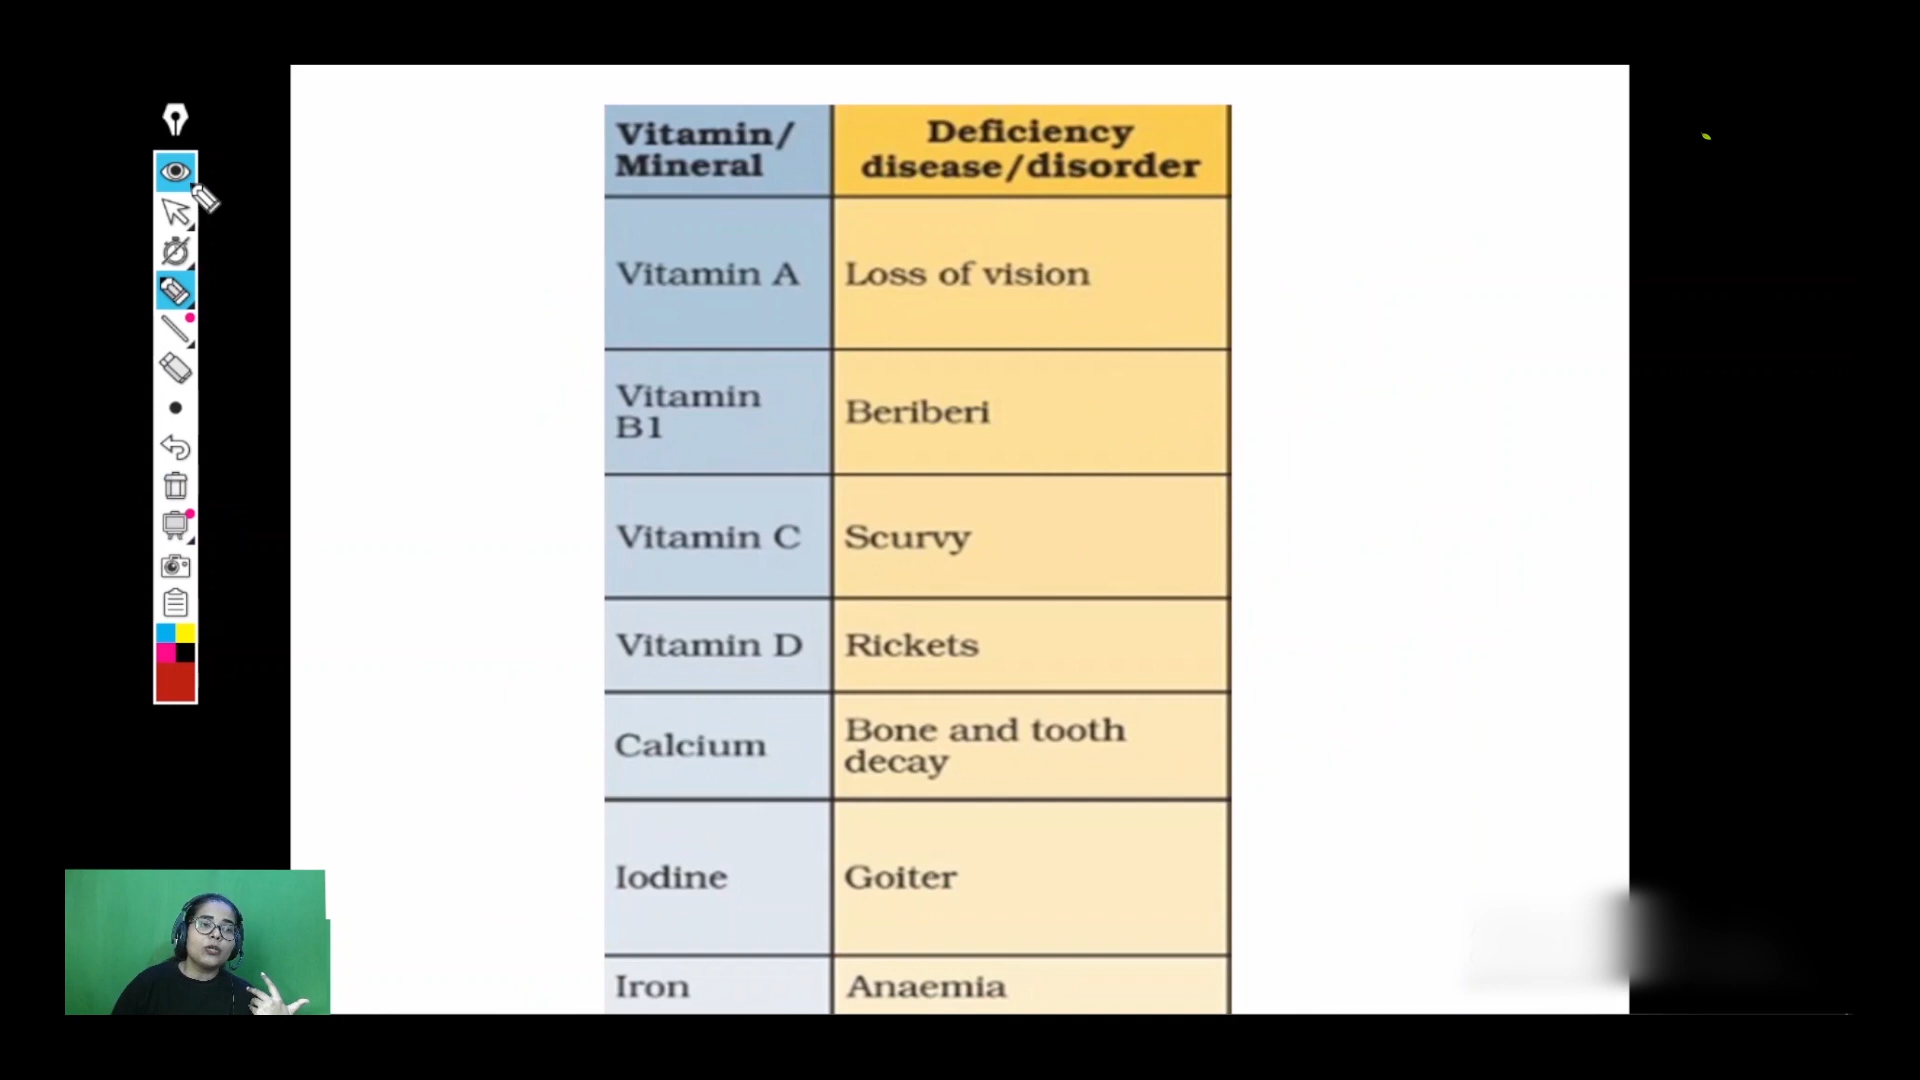 Vitamin/
Mineral
Deficiency
disease/disorder
Vitamin A
Loss of vision
Vitamin
B1
Beriberi
Vitamin C
Scurvy
Vitamin D
Rickets
Calcium
Bone and tooth
decay
Iodine
Goiter
Iron
Anaemia